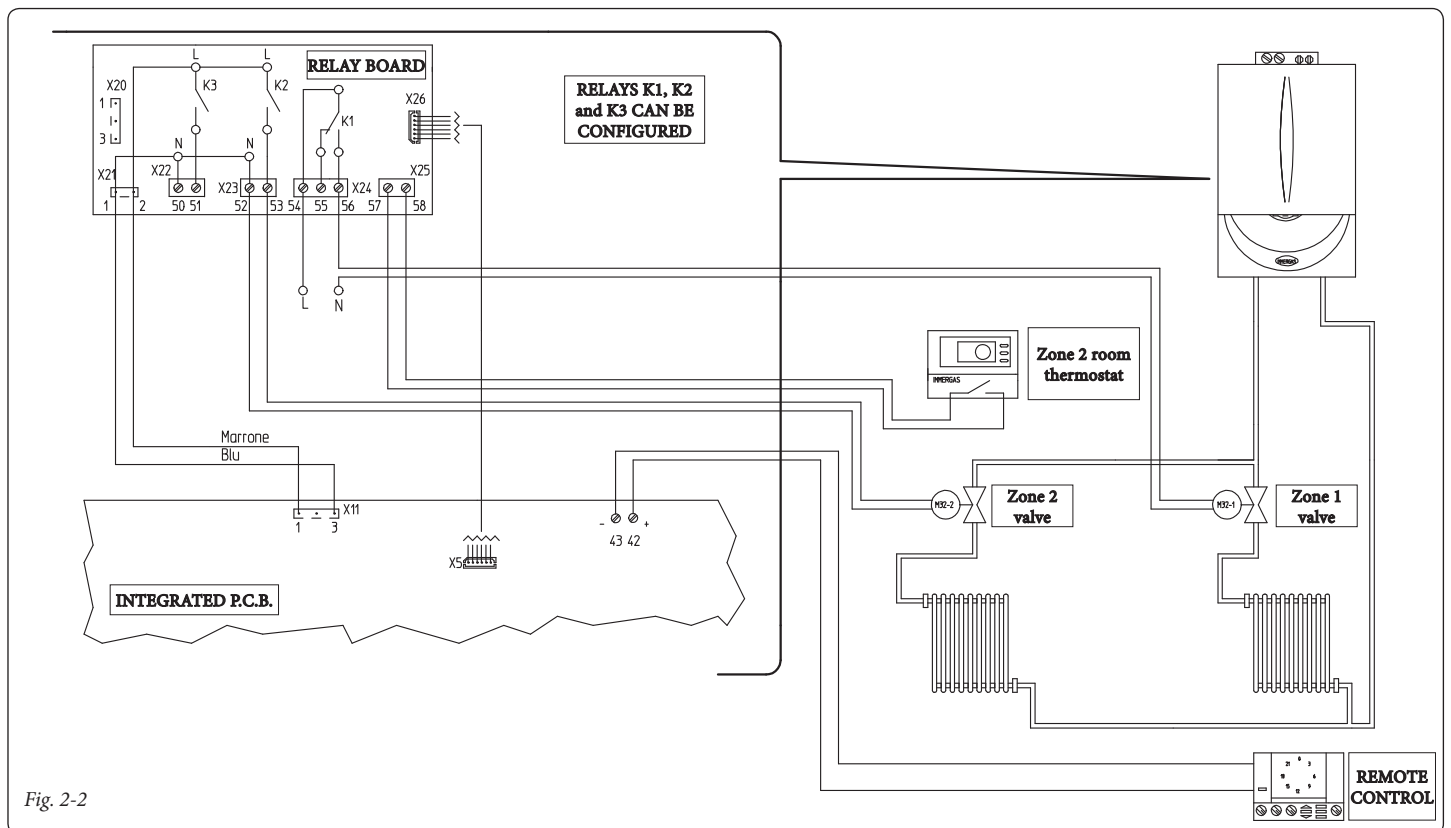 L L
RELAY BOARD
X20
K3 K2
1
3
X26
K1
N N
X21
X22
X23
X24
X25
1 2 50 51 52 53 54 55 56 57 58
RELAYS K1, K2
and K3 CAN BE
CONFIGURED
L N
IMMERGAS
IMMERGAS
Zone 2 room
thermostat
Marrone
Blu
X11
1 3
- +
43 42
X5
INTEGRATED P.C.B.
M32-2
Zone 2
valve
M32-1
Zone 1
valve
REMOTE
CONTROL
Fig. 2-2